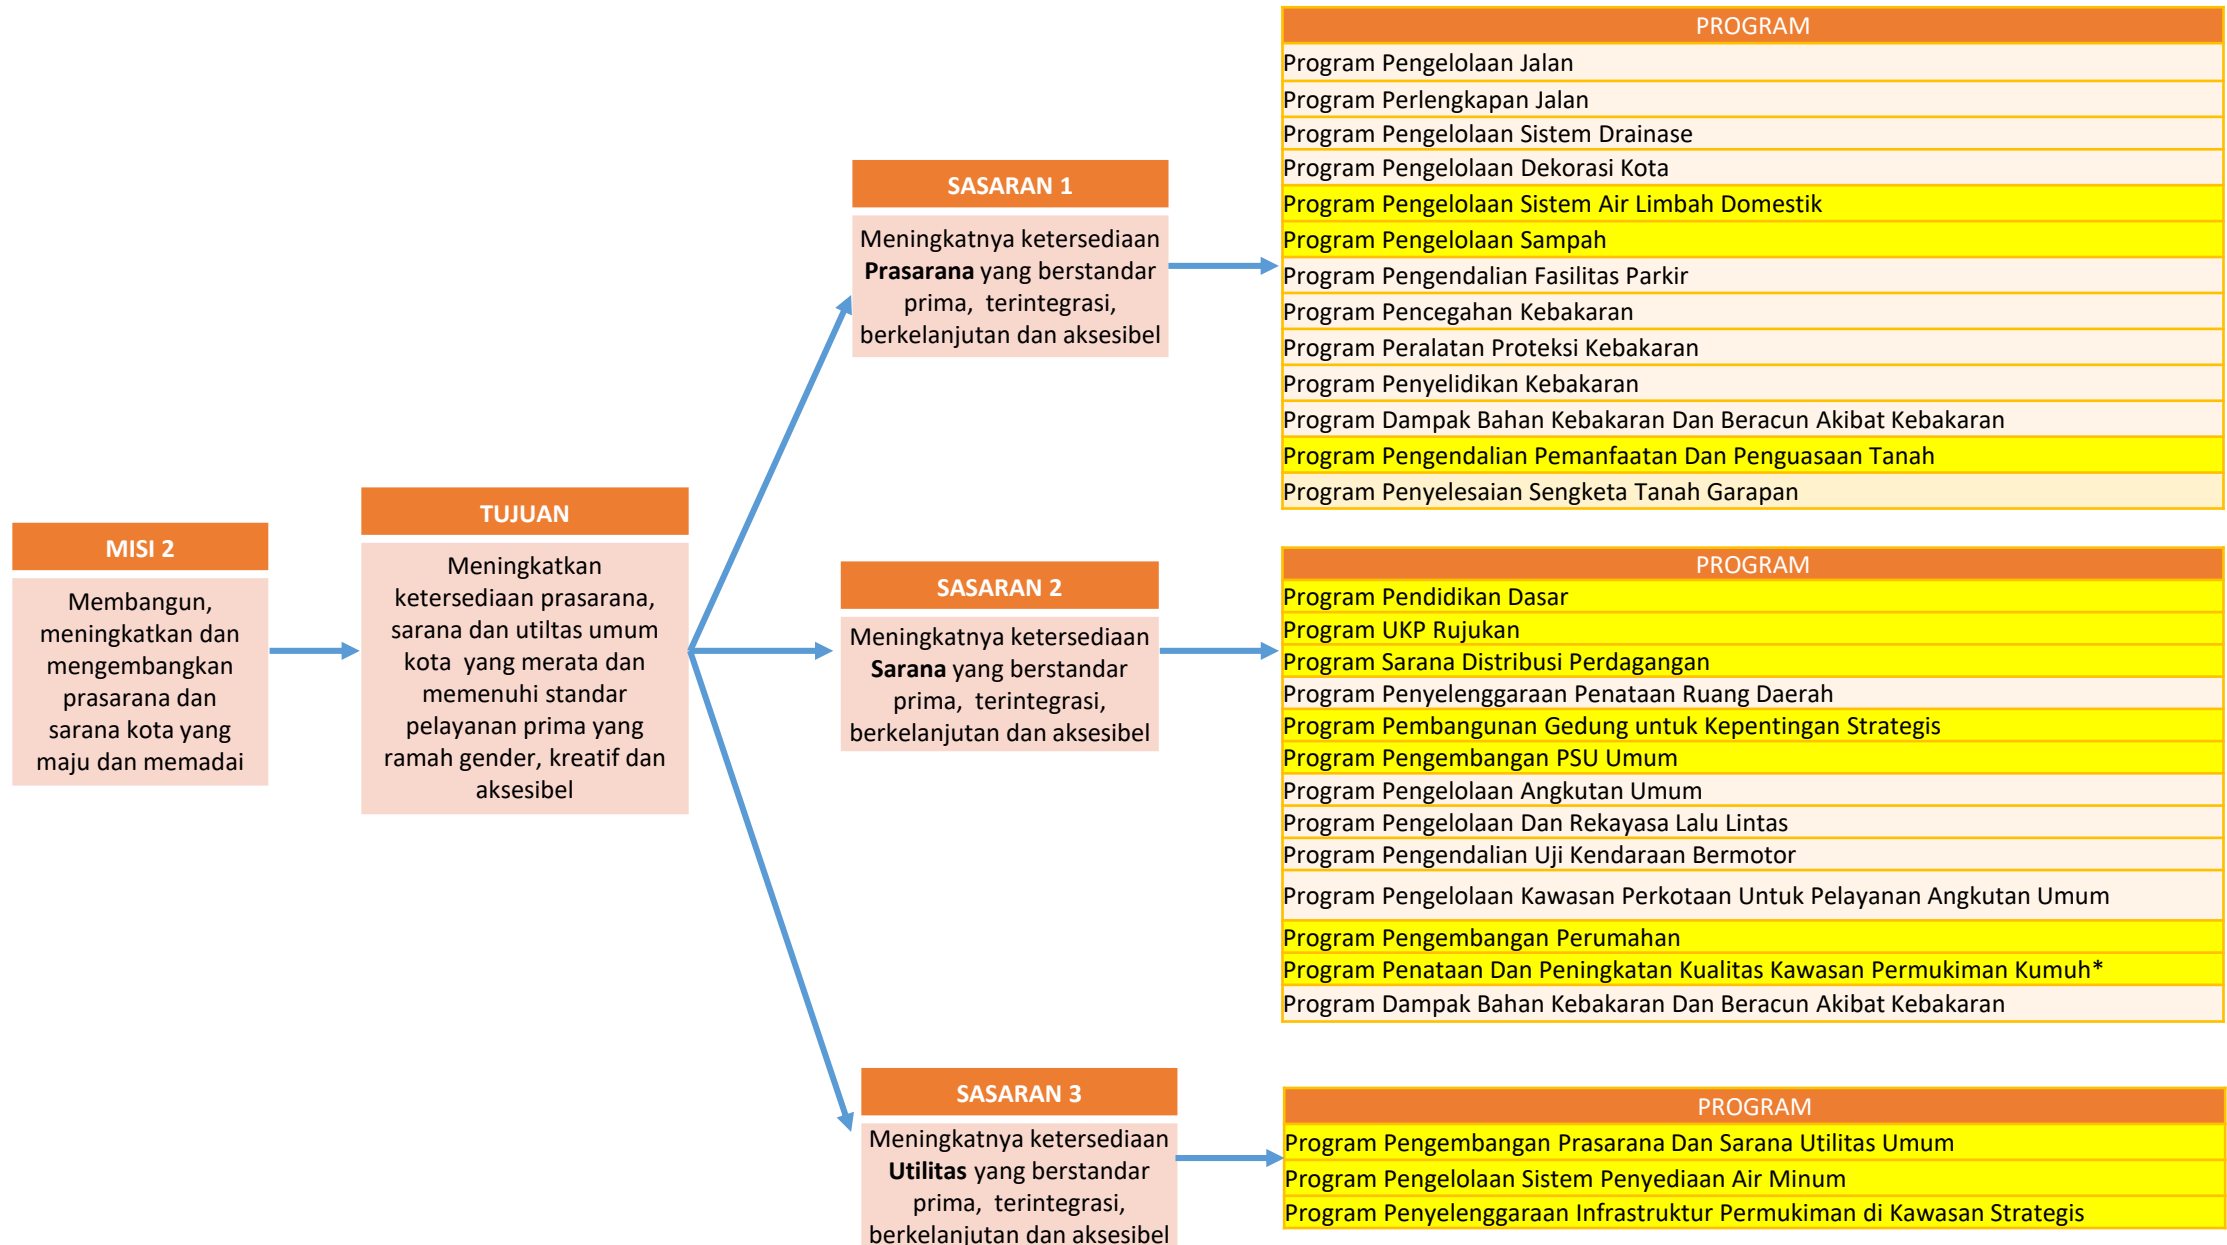 MISI 2
Membangun,
meningkatkan dan
mengembangkan
prasarana dan
sarana kota yang
maju dan memadai
TUJUAN
Meningkatkan
ketersediaan prasarana,
sarana dan utiltas umum
kota yang merata dan
memenuhi standar
pelayanan prima yang
ramah gender, kreatif dan
aksesibel
SASARAN 1
Meningkatnya ketersediaan
Prasarana yang berstandar
prima, terintegrasi,
berkelanjutan dan aksesibel
PROGRAM
Program Pengelolaan Jalan
Program Perlengkapan Jalan
Program Pengelolaan Sistem Drainase
Program Pengelolaan Dekorasi Kota
Program Pengelolaan Sistem Air Limbah Domestik
Program Pengelolaan Sampah
Program Pengendalian Fasilitas Parkir
Program Pencegahan Kebakaran
Program Peralatan Proteksi Kebakaran
Program Penyelidikan Kebakaran
Program Dampak Bahan Kebakaran Dan Beracun Akibat Kebakaran
Program Pengendalian Pemanfaatan Dan Penguasaan Tanah
Program Penyelesaian Sengketa Tanah Garapan
SASARAN 2
Meningkatnya ketersediaan
Sarana yang berstandar
prima, terintegrasi,
berkelanjutan dan aksesibel
PROGRAM
Program Pendidikan Dasar
Program UKP Rujukan
Program Sarana Distribusi Perdagangan
Program Penyelenggaraan Penataan Ruang Daerah
Program Pembangunan Gedung untuk Kepentingan Strategis
Program Pengembangan PSU Umum
Program Pengelolaan Angkutan Umum
Program Pengelolaan Dan Rekayasa Lalu Lintas
Program Pengendalian Uji Kendaraan Bermotor
Program Pengelolaan Kawasan Perkotaan Untuk Pelayanan Angkutan Umum
Program Pengembangan Perumahan
Program Penataan Dan Peningkatan Kualitas Kawasan Permukiman Kumuh*
Program Dampak Bahan Kebakaran Dan Beracun Akibat Kebakaran
SASARAN 3
Meningkatnya ketersediaan
Utilitas yang berstandar
prima, terintegrasi,
berkelanjutan dan aksesibel
PROGRAM
Program Pengembangan Prasarana Dan Sarana Utilitas Umum
Program Pengelolaan Sistem Penyediaan Air Minum
Program Penyelenggaraan Infrastruktur Permukiman di Kawasan Strategis